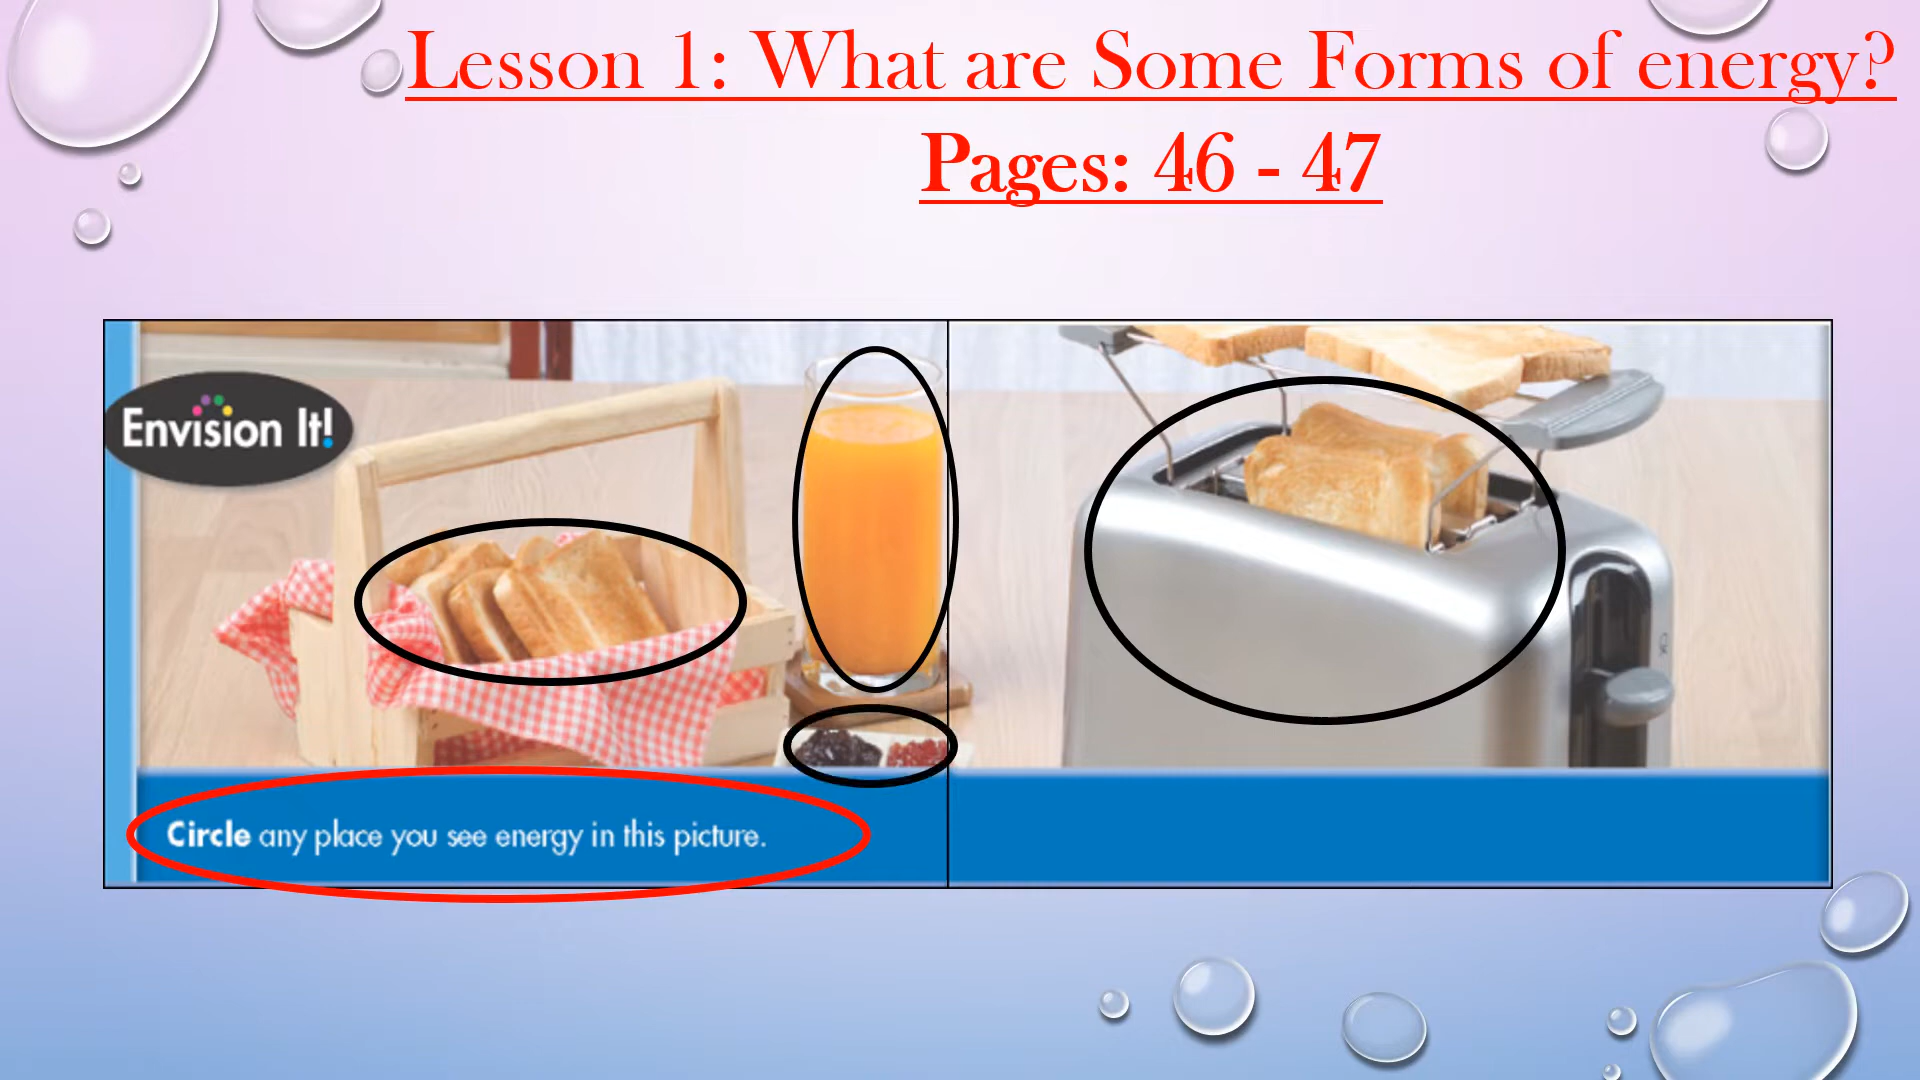 Lesson 1: What are Some Forms of energy?
Pages: 46 - 47
Envision It!
Circle any place you see energy in this picture.